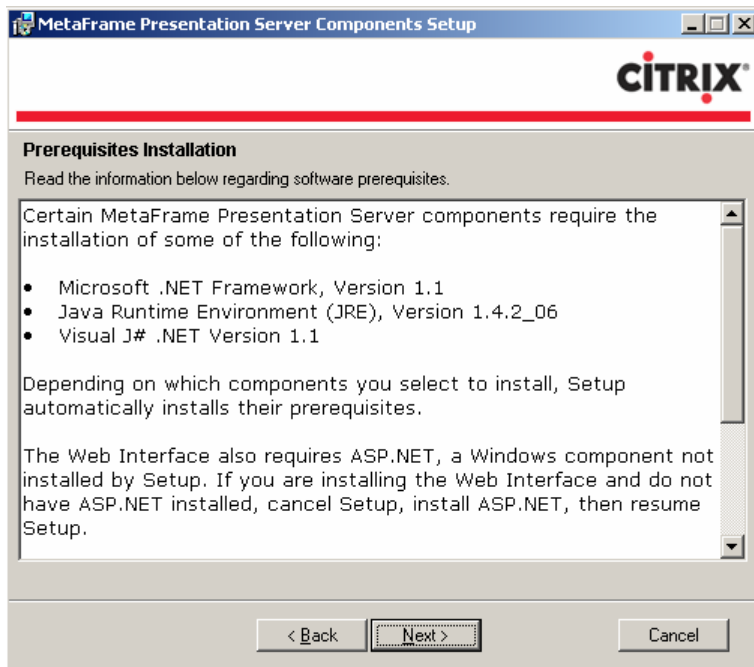 MetaFrame Presentation Server Components Setup
CITRIX
Prerequisites Installation
Read the information below regarding software prerequisites.
Certain MetaFrame Presentation Server components require the
installation of some of the following:
• Microsoft .NET Framework, Version 1.1
• Java Runtime Environment (JRE), Version 1.4.2_06
• Visual J# .NET Version 1.1
Depending on which components you select to install, Setup
automatically installs their prerequisites.
The Web Interface also requires ASP.NET, a Windows component not
installed by Setup. If you are installing the Web Interface and do not
have ASP.NET installed, cancel Setup, install ASP.NET, then resume
Setup.
< Back Next > Cancel